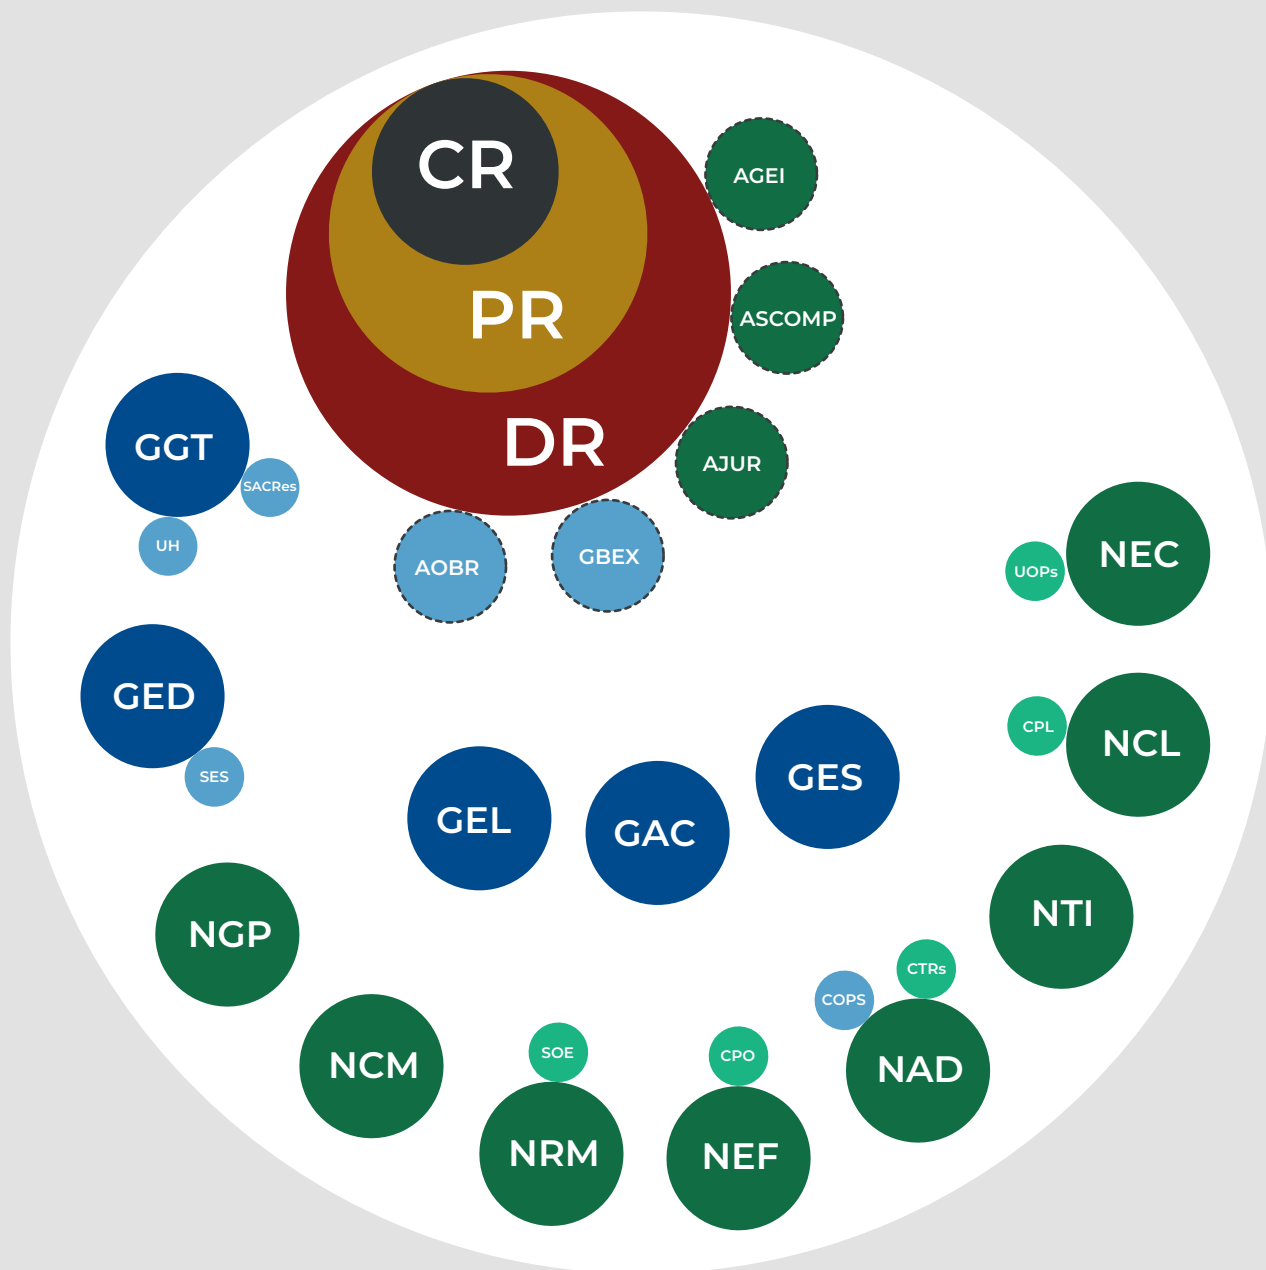 CR
AGEI
PR
ASCOMP
DR
GGT
AJUR
SACRes
UH
AOBR
GBEX
NEC
UOPs
GED
CPL
NCL
SES
GES
GEL
GAC
NTI
NGP
CTRs
COPS
NCM
SOE
CPO
NAD
NRM
NEF